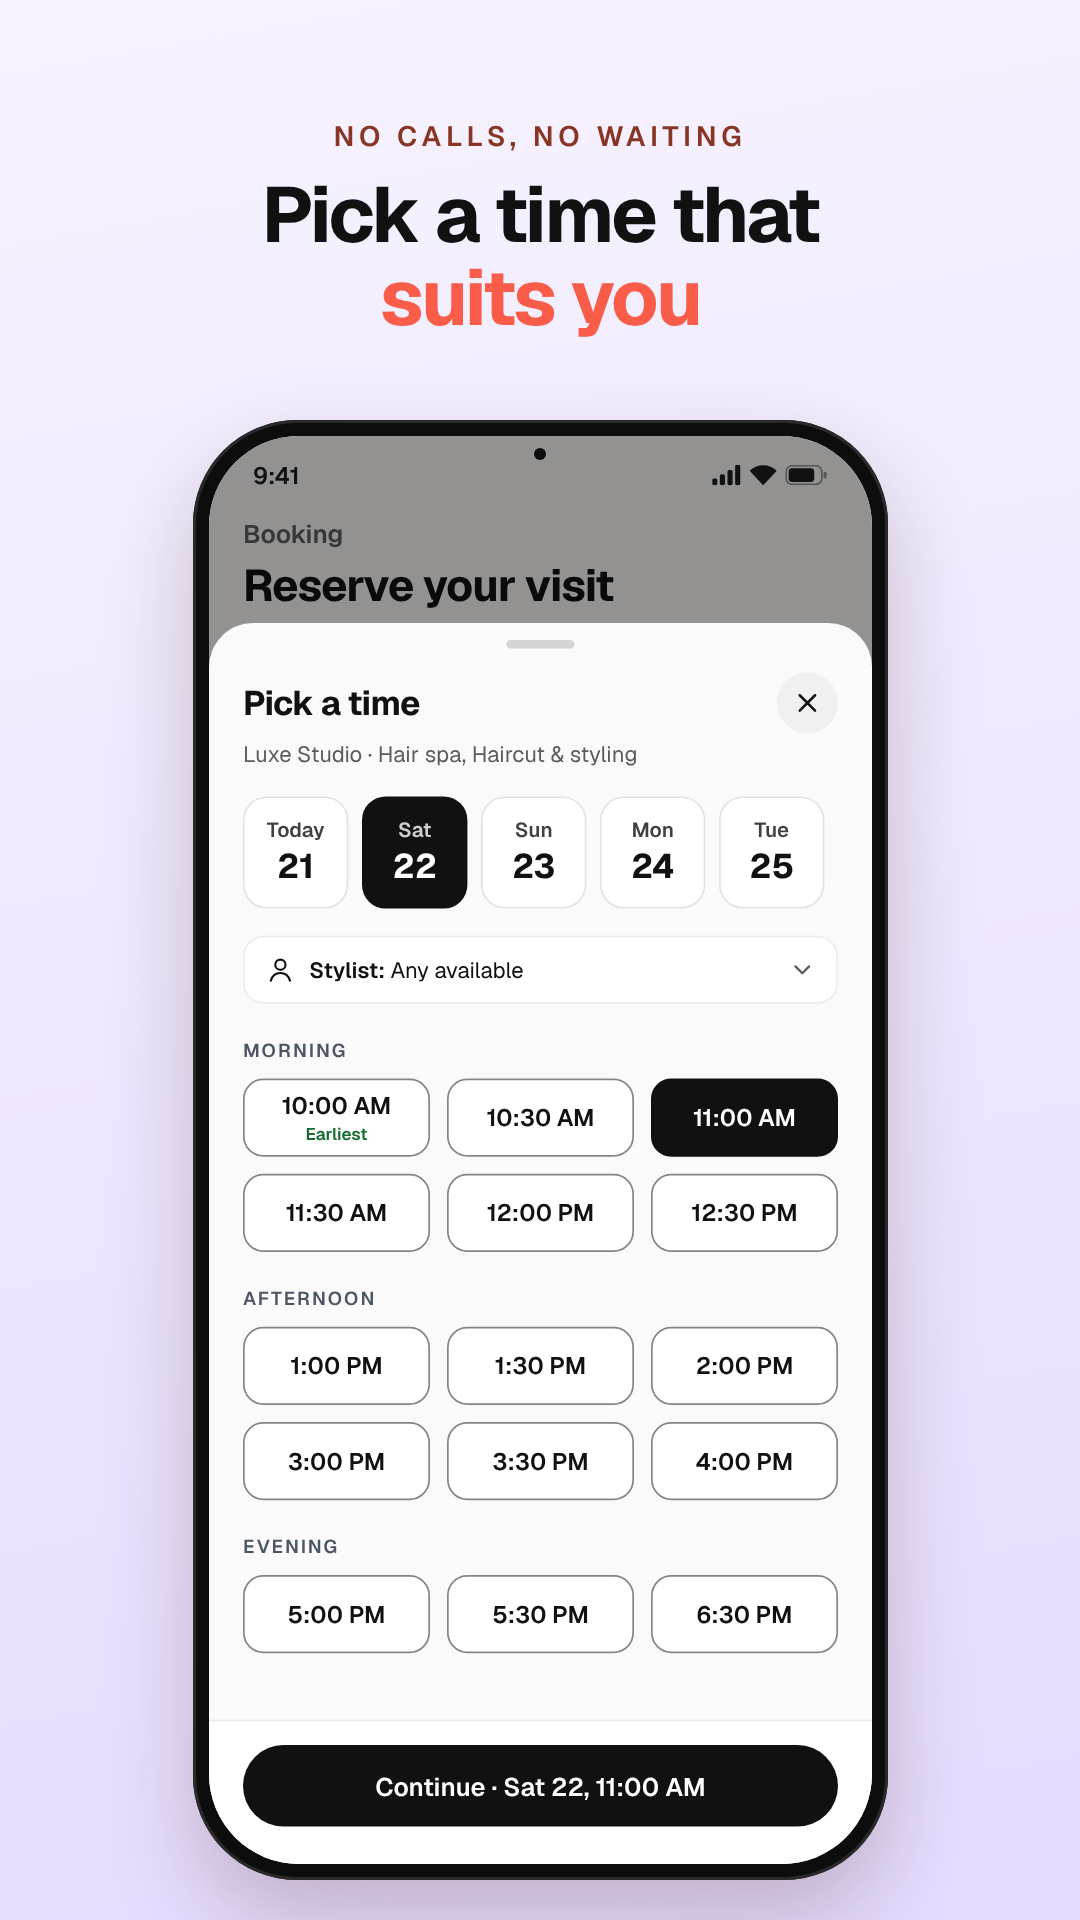 NO CALLS, NO WAITING
Pick a time that
suits you
9:41
Booking
Reserve your visit
Pick a time
Luxe Studio · Hair spa, Haircut & styling
Today Sat Sun Mon Tue
21 22 23 24 25
Stylist: Any available
MORNING
10:00 AM 10:30 AM 11:00 AM
Earliest
11:30 AM 12:00 PM 12:30 PM
AFTERNOON
1:00 PM 1:30 PM 2:00 PM
3:00 PM 3:30 PM 4:00 PM
EVENING
5:00 PM 5:30 PM 6:30 PM
Continue · Sat 22, 11:00 AM